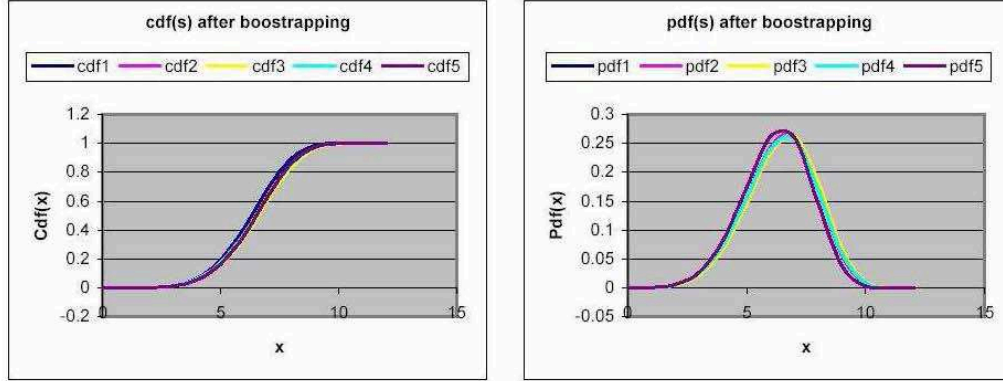 cdf(s) after boostrapping
cdf1 cdf2 cdf3 cdf4 cdf5
1.2
1
0.8
0.6
0.4
0.2
0
-0.2
0 5 10 15
Cdf(x)
x
pdf(s) after boostrapping
pdf1 pdf2 pdf3 pdf4 pdf5
0.3
0.25
0.2
0.15
0.1
0.05
0
-0.05
0 5 10 15
Pdf(x)
x